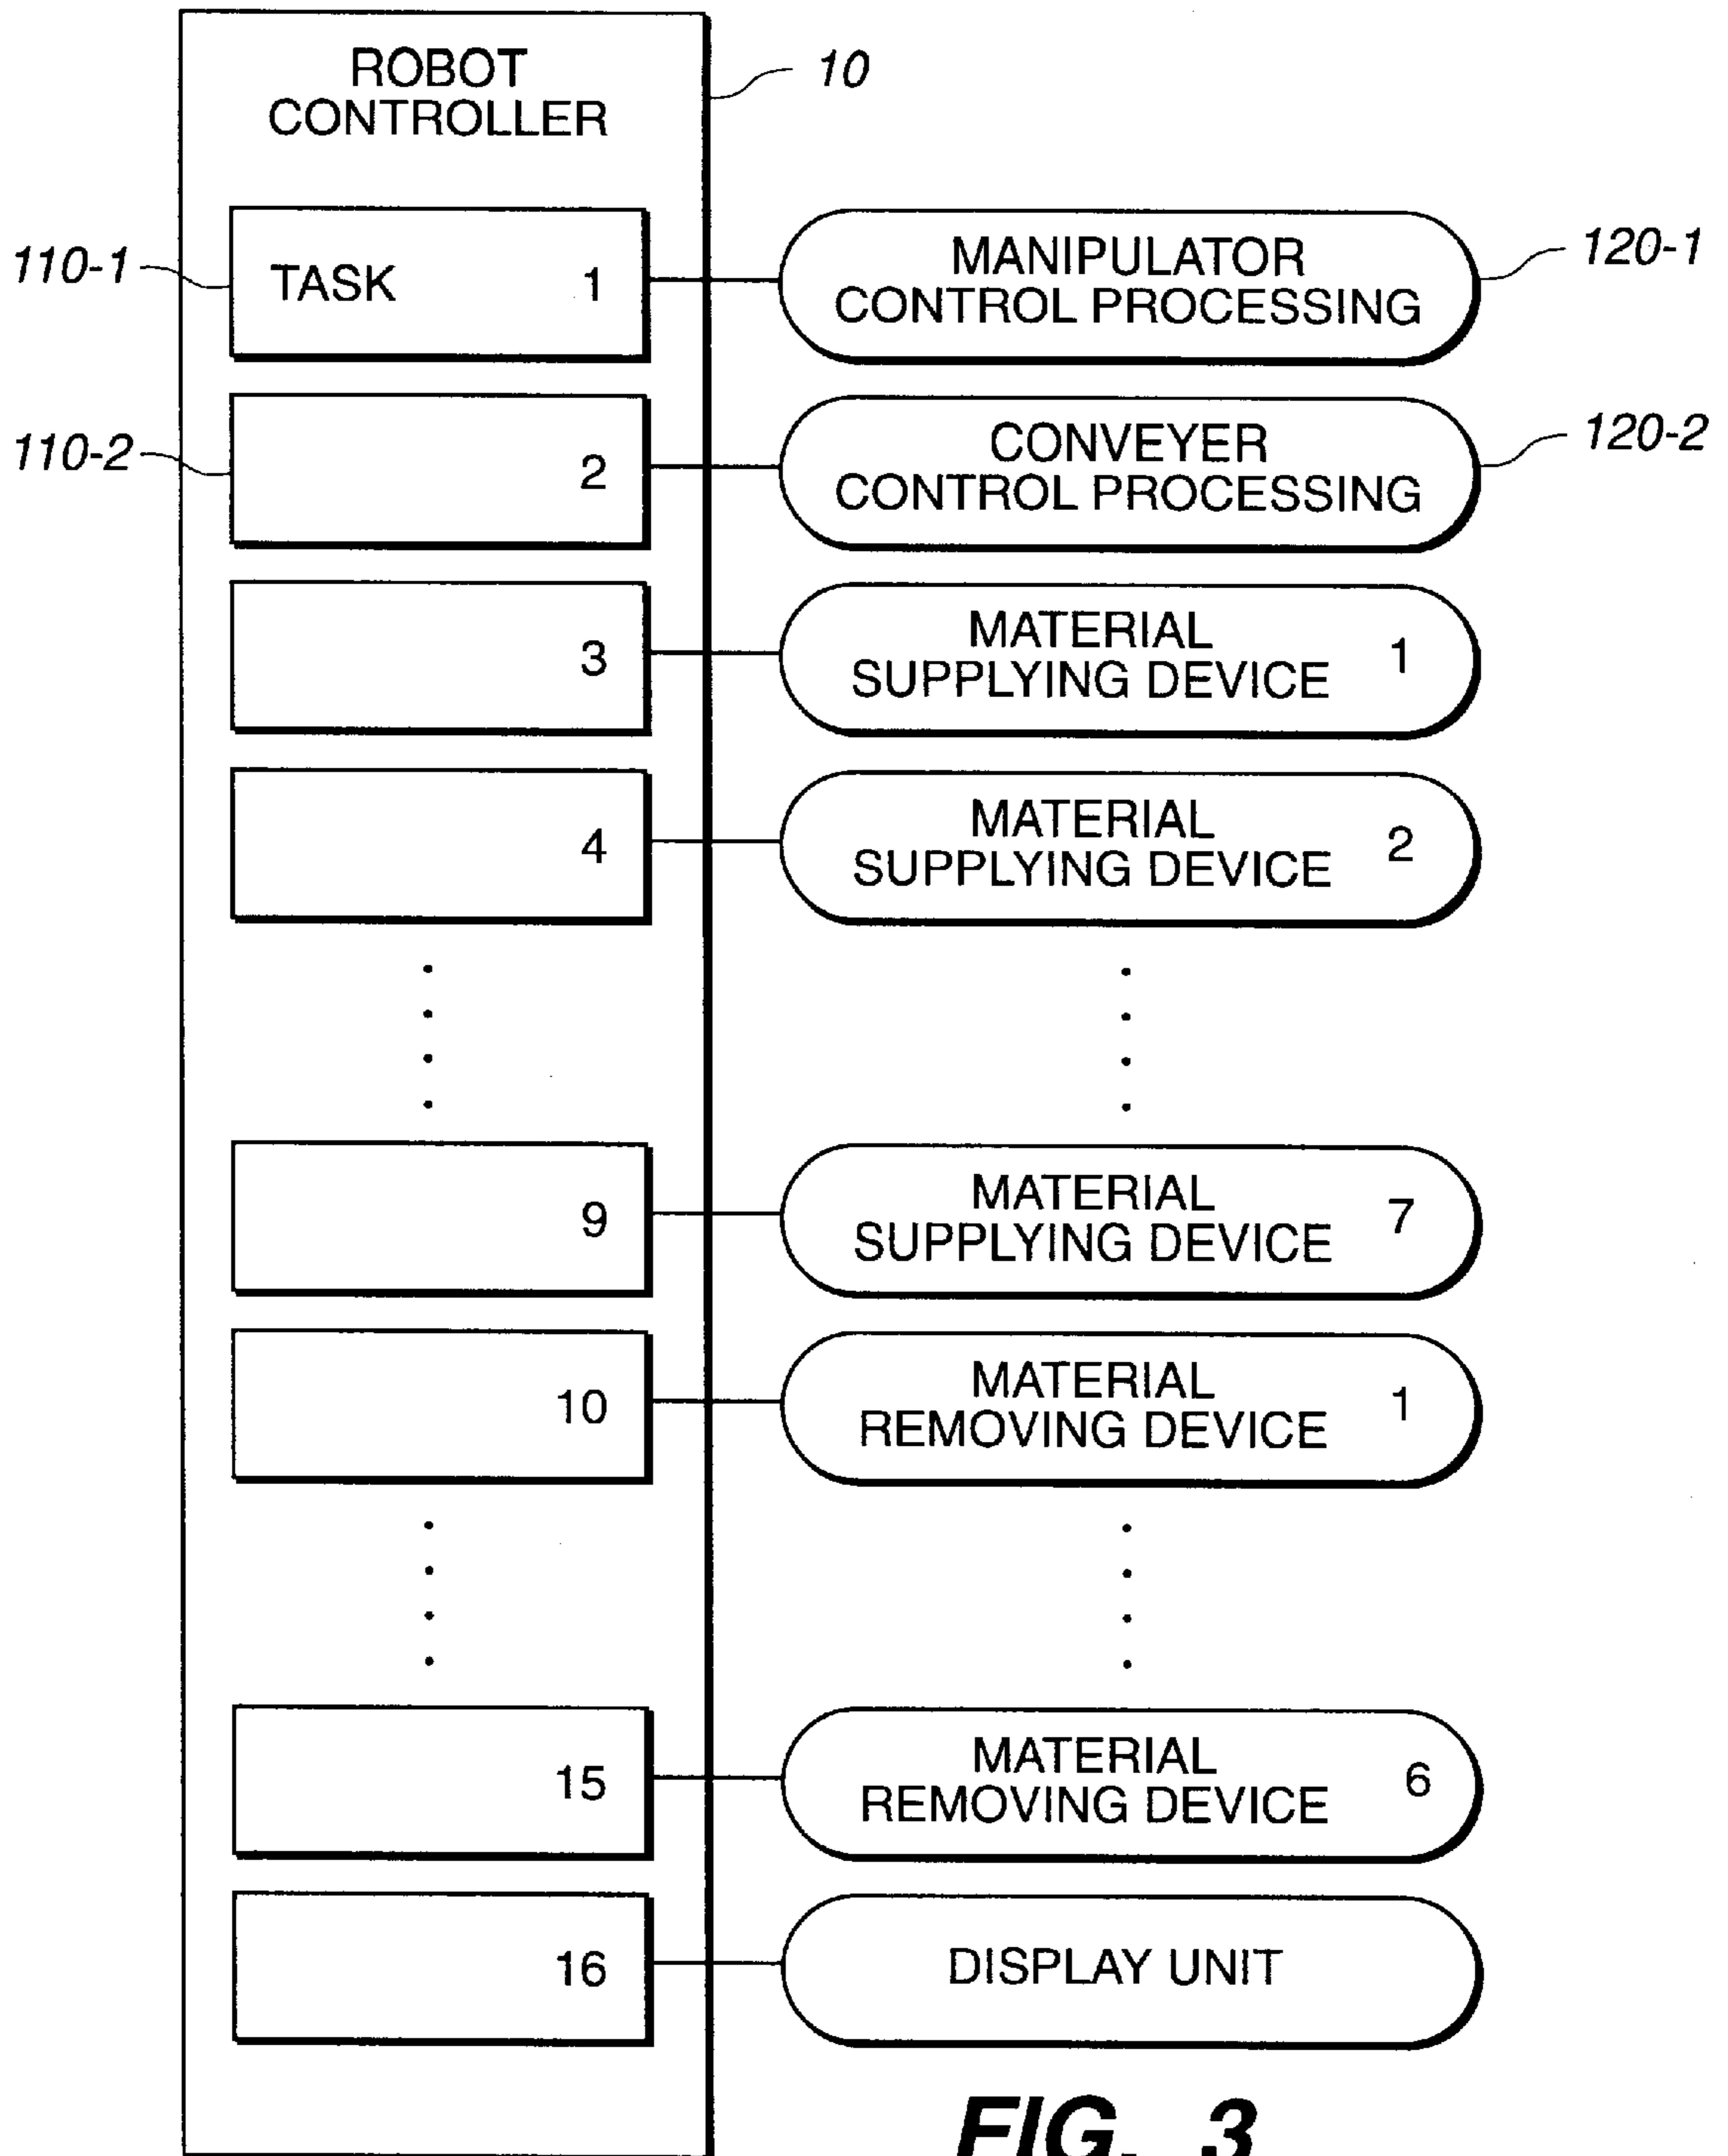 ROBOT
CONTROLLER
10
110-1
TASK 1
MANIPULATOR
CONTROL PROCESSING
120-1
110-2
2
CONVEYER
CONTROL PROCESSING
120-2
3
MATERIAL
SUPPLYING DEVICE 1
4
MATERIAL
SUPPLYING DEVICE 2
9
MATERIAL
SUPPLYING DEVICE 7
10
MATERIAL
REMOVING DEVICE 1
15
MATERIAL
REMOVING DEVICE 6
16
DISPLAY UNIT
FIG. 3